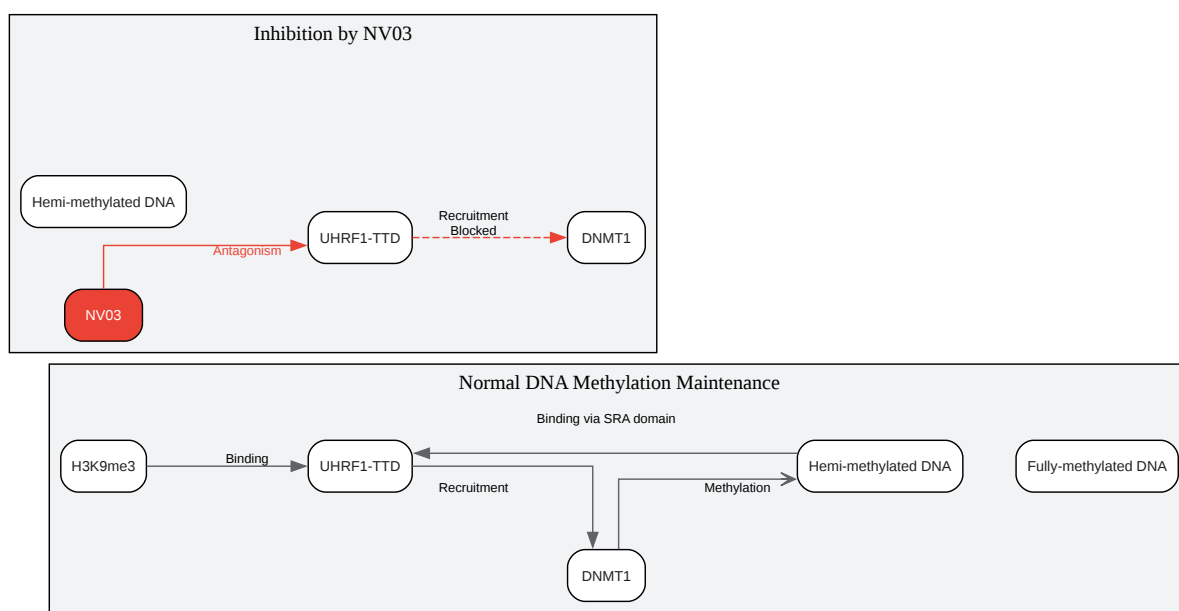 Inhibition by NV03
Hemi-methylated DNA
UHRF1-TTD
Recruitment
Blocked
DNMT1
Antagonism
NV03
Normal DNA Methylation Maintenance
Binding via SRA domain
H3K9me3
Binding
UHRF1-TTD
Recruitment
Methylation
Hemi-methylated DNA
Fully-methylated DNA
DNMT1